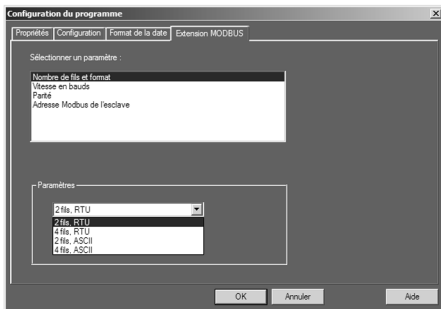 Configuration du programme
Propriétés Configuration Format de la date Extension MODBUS
Sélectionner un paramètre :
Nombre de fils et format
Vitesse en bauds
Parité
Adresse Modbus de l'esclave
Paramètres
2 fils, RTU
2 fils, RTU
4 fils, RTU
2 fils, ASCII
4 fils, ASCII
OK Annuler Aide